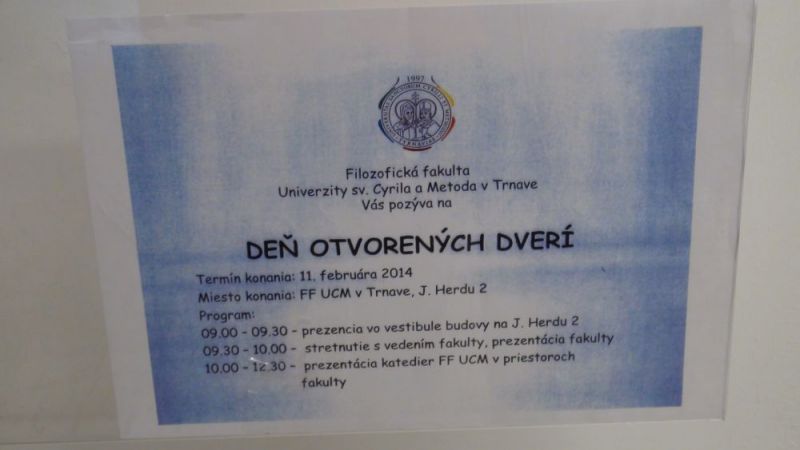 1997
Filozofická fakulta
Univerzity sv. Cyrila a Metoda v Trnave
Vás pozýva na
DEŇ OTVORENÝCH DVERÍ
Termín konania: 11. februára 2014
Miesto konania: FF UCM v Trnave, J. Herdu 2
Program:
09.00 - 09.30 - prezencia vo vestibule budovy na J. Herdu 2
09.30 - 10.00 - stretnutie s vedením fakulty, prezentácia fakulty
10.00 - 12.30 - prezentácia katedier FF UCM v priestoroch
fakulty